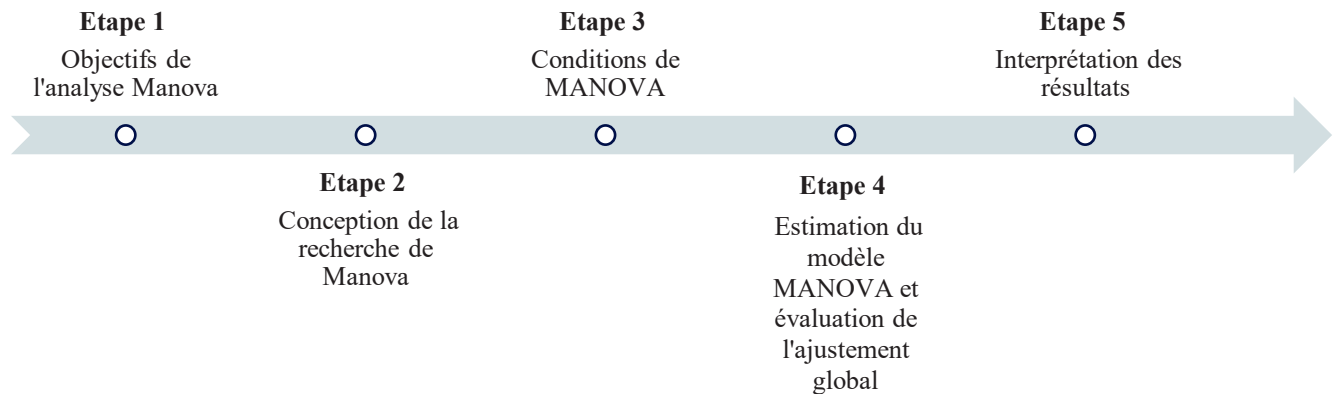 Etape 1
Objectifs de
l'analyse Manova
Etape 2
Conception de la
recherche de
Manova
Etape 3
Conditions de
MANOVA
Etape 4
Estimation du
modèle
MANOVA et
évaluation de
l'ajustement
global
Etape 5
Interprétation des
résultats